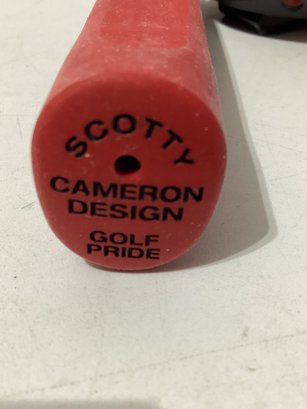 SCOTTY
CAMERON
DESIGN
GOLF
PRIDE